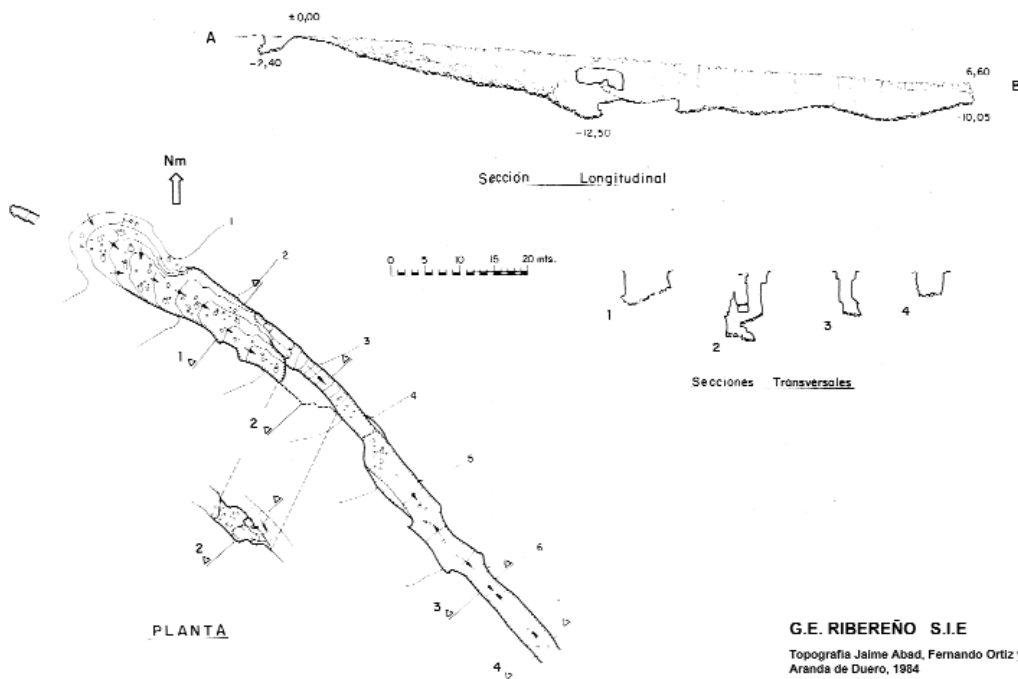 ±0,00
A
-2,40
6,60
B
-10,05
-12,50
Sección Longitudinal
Nm
1
2
0 5 10 15 20 mts.
1 2 3 4
Secciones Transversales
3
1
4
2
5
2
6
3
PLANTA
4
G.E. RIBEREÑO S.I.E
Topografia Jaime Abad, Fernando Ortiz y
Aranda de Duero, 1984